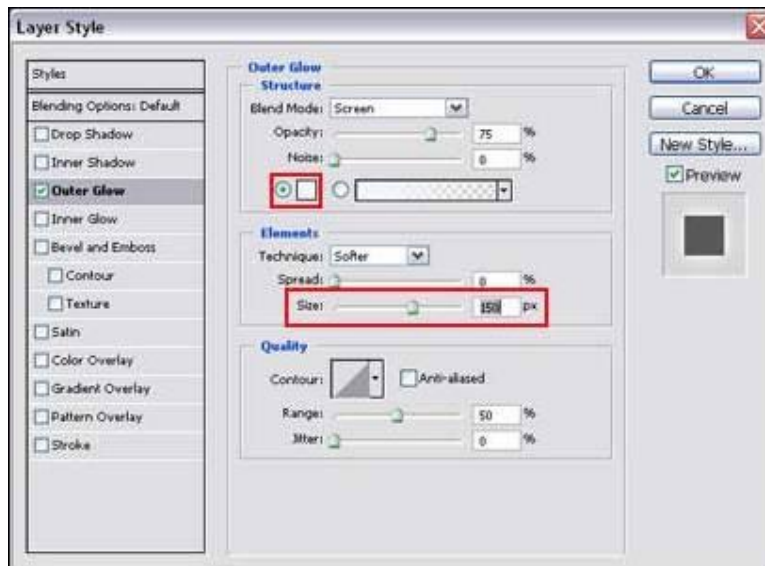 Layer Style
Styles
Blending Options: Default
Drop Shadow
Inner Shadow
Outer Glow
Inner Glow
Bevel and Emboss
Contour
Texture
Satin
Color Overlay
Gradient Overlay
Pattern Overlay
Stroke
Outer Glow
Structure
Blend Mode: Screen
Opacity: 75 %
Noise: 0 %
Elements
Technique: Softer
Spread: 0 %
Size: 150 px
Quality
Contour: Anti-aliased
Range: 50 %
Jitter: 0 %
OK
Cancel
New Style...
Preview